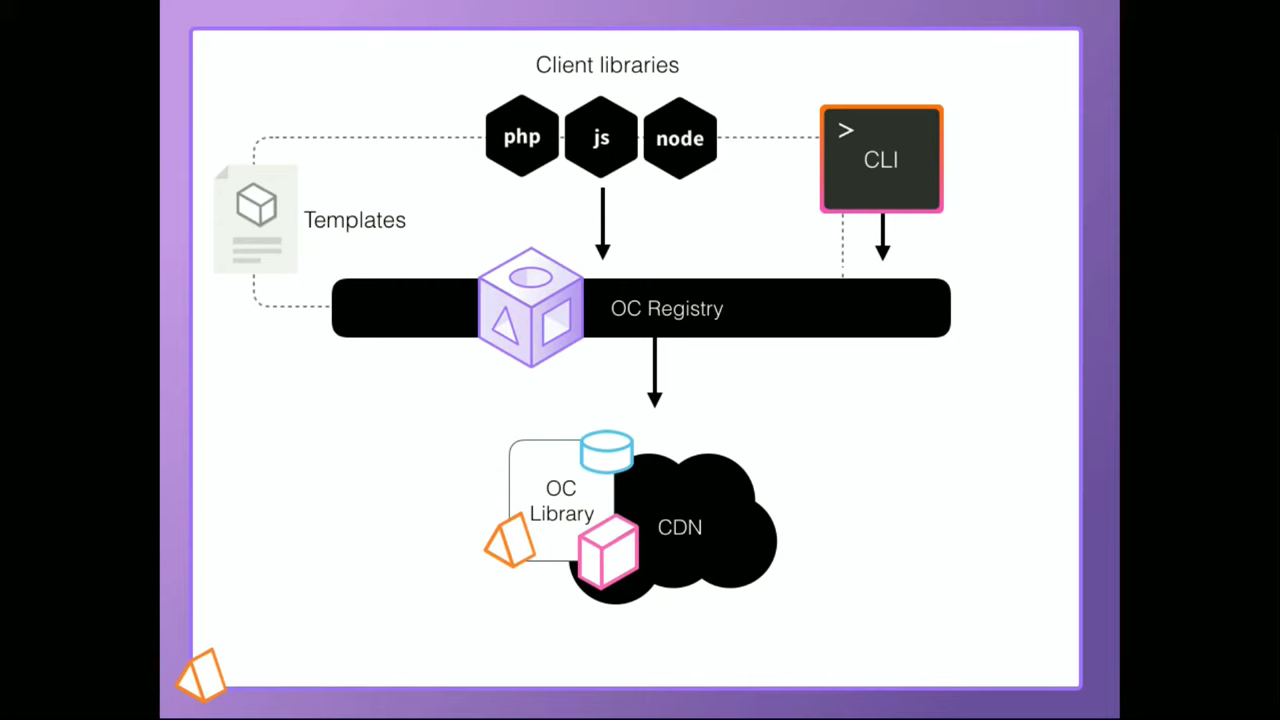 Client libraries
php
js
node
>
CLI
Templates
OC Registry
OC
Library
CDN